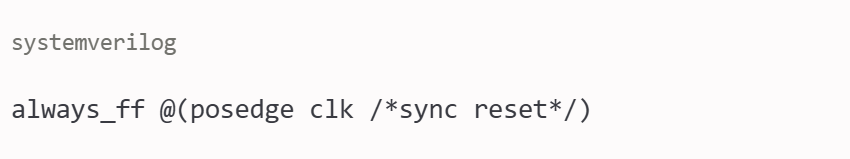 systemverilog
always_ff @(posedge clk /*sync reset*/)